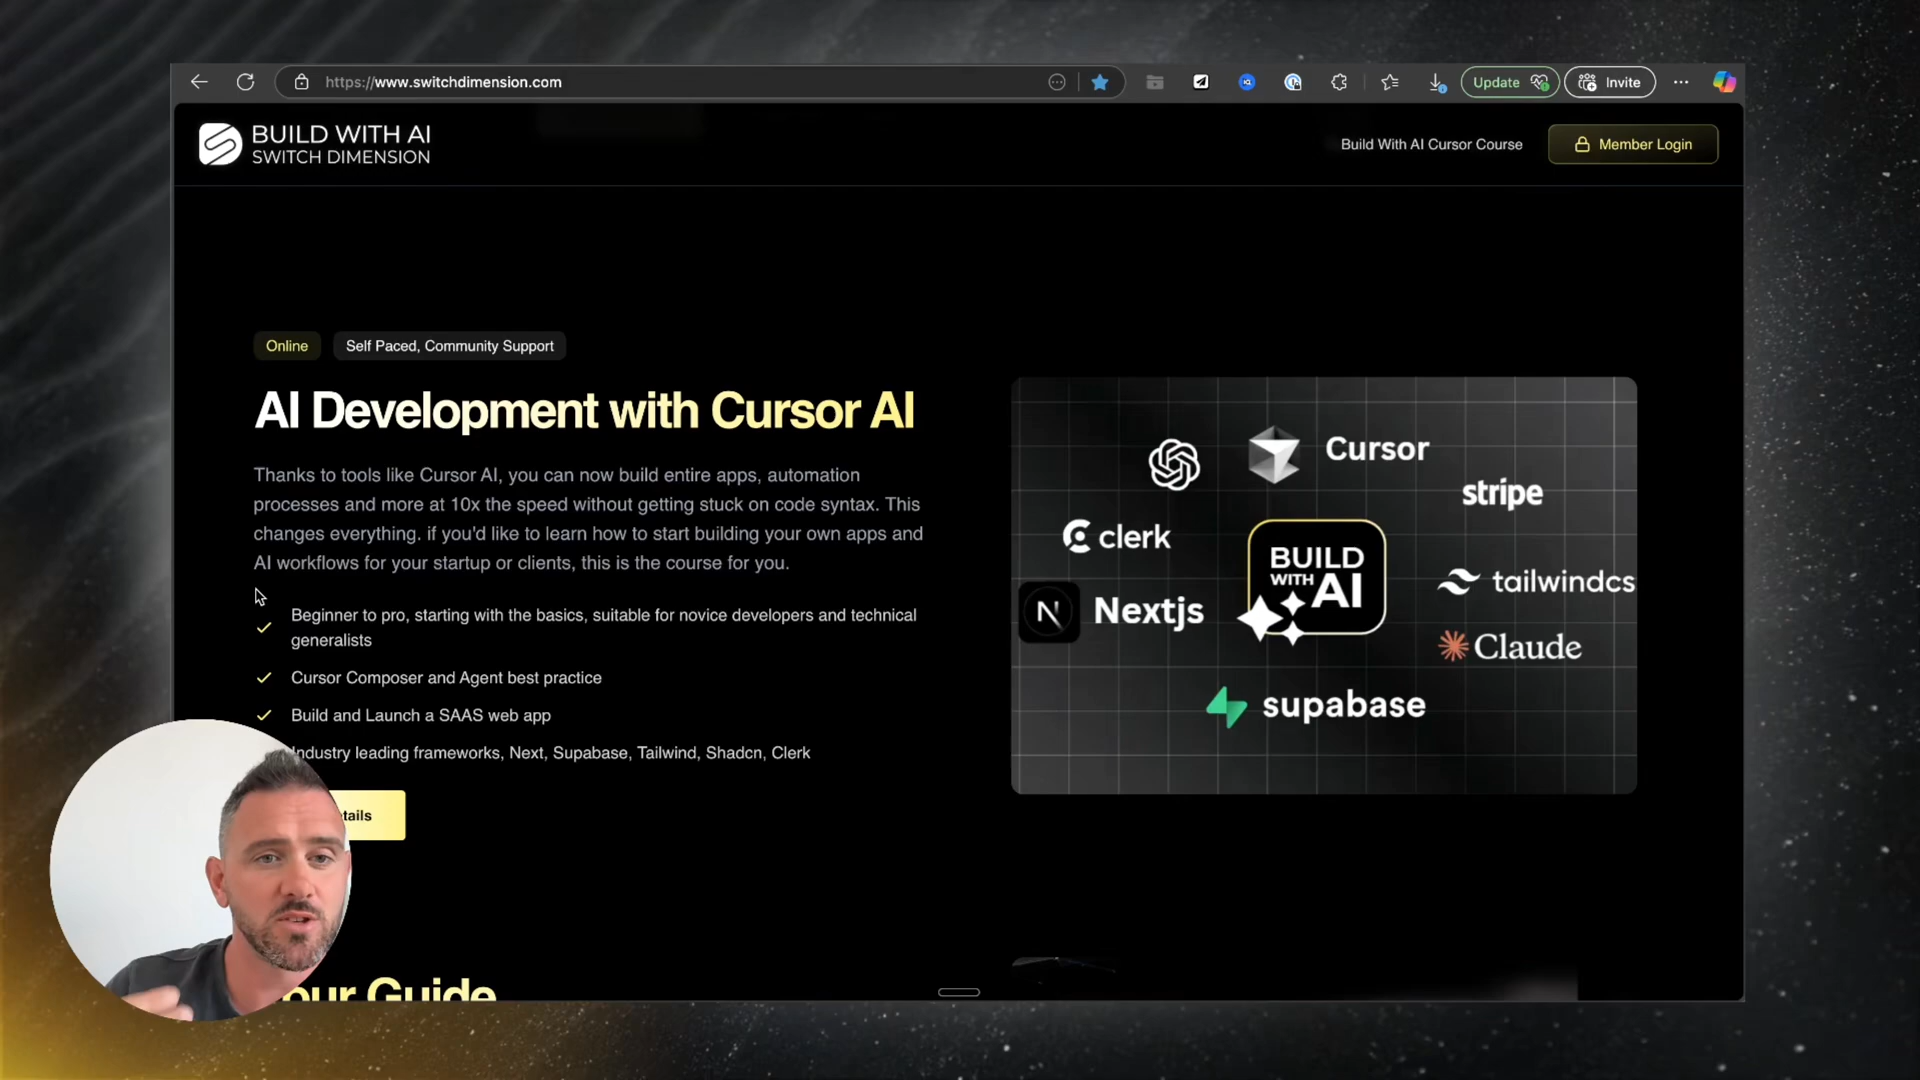 https://www.switchdimension.com
Update
Invite
BUILD WITH AI
SWITCH DIMENSION
Build With AI Cursor Course
Member Login
Online
Self Paced, Community Support
AI Development with Cursor AI
Thanks to tools like Cursor AI, you can now build entire apps, automation
processes and more at 10x the speed without getting stuck on code syntax. This
changes everything. if you'd like to learn how to start building your own apps and
AI workflows for your startup or clients, this is the course for you.
Beginner to pro, starting with the basics, suitable for novice developers and technical
generalists
Cursor Composer and Agent best practice
Build and Launch a SAAS web app
Industry leading frameworks, Next, Supabase, Tailwind, Shadcn, Clerk
Cursor
stripe
clerk
BUILD
WITH AI
tailwindcs
N Nextjs
Claude
supabase
Guide